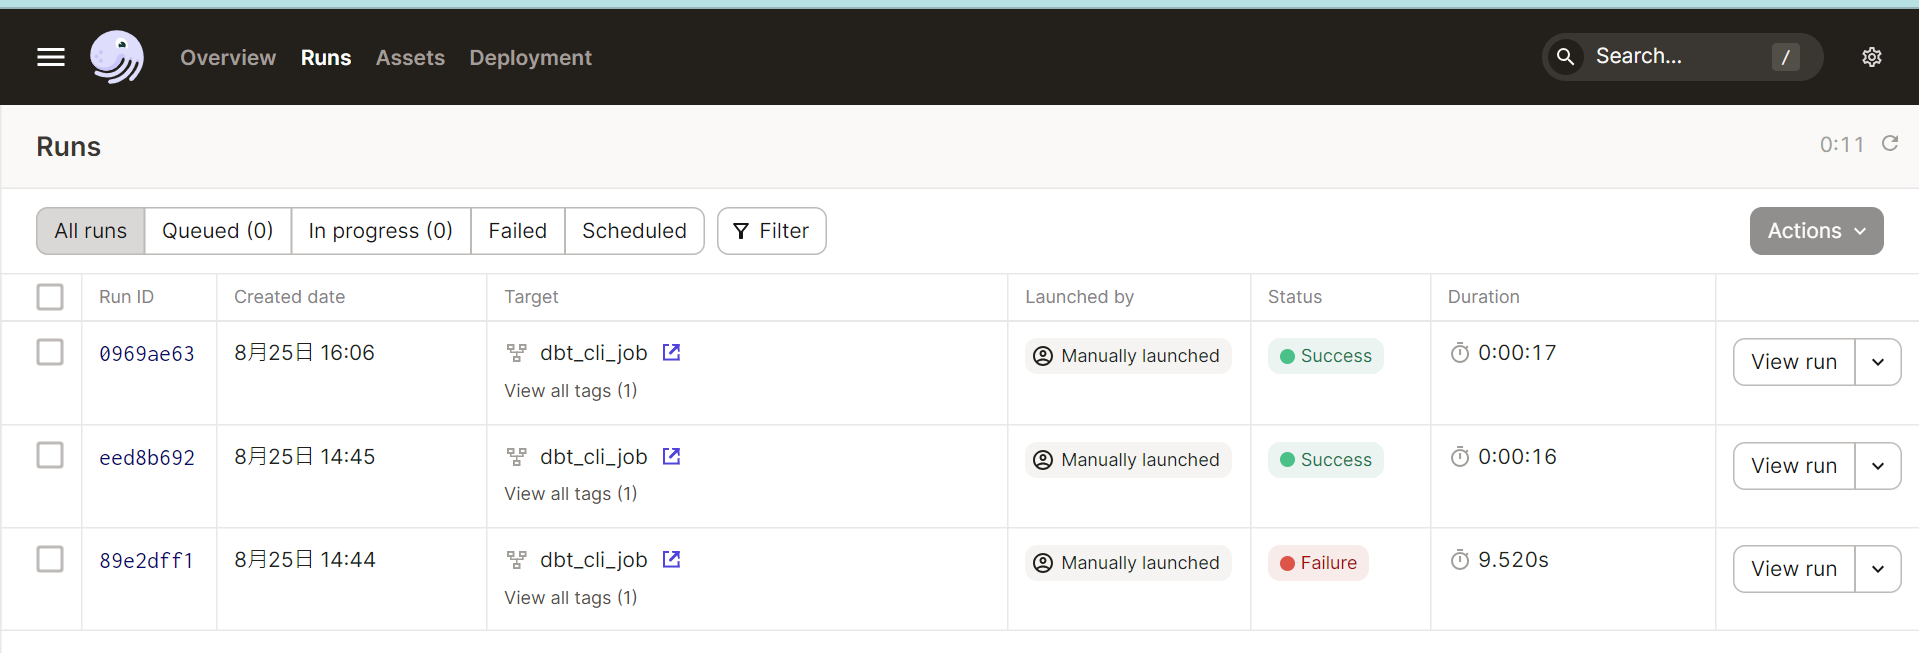 Overview Runs Assets Deployment Search... /
Runs 0:11
All runs Queued (0) In progress (0) Failed Scheduled Filter Actions
Run ID Created date Target Launched by Status Duration
0969ae63 8月25日 16:06 dbt_cli_job Manually launched Success 0:00:17 View run
View all tags (1)
eed8b692 8月25日 14:45 dbt_cli_job Manually launched Success 0:00:16 View run
View all tags (1)
89e2dff1 8月25日 14:44 dbt_cli_job Manually launched Failure 9.520s View run
View all tags (1)